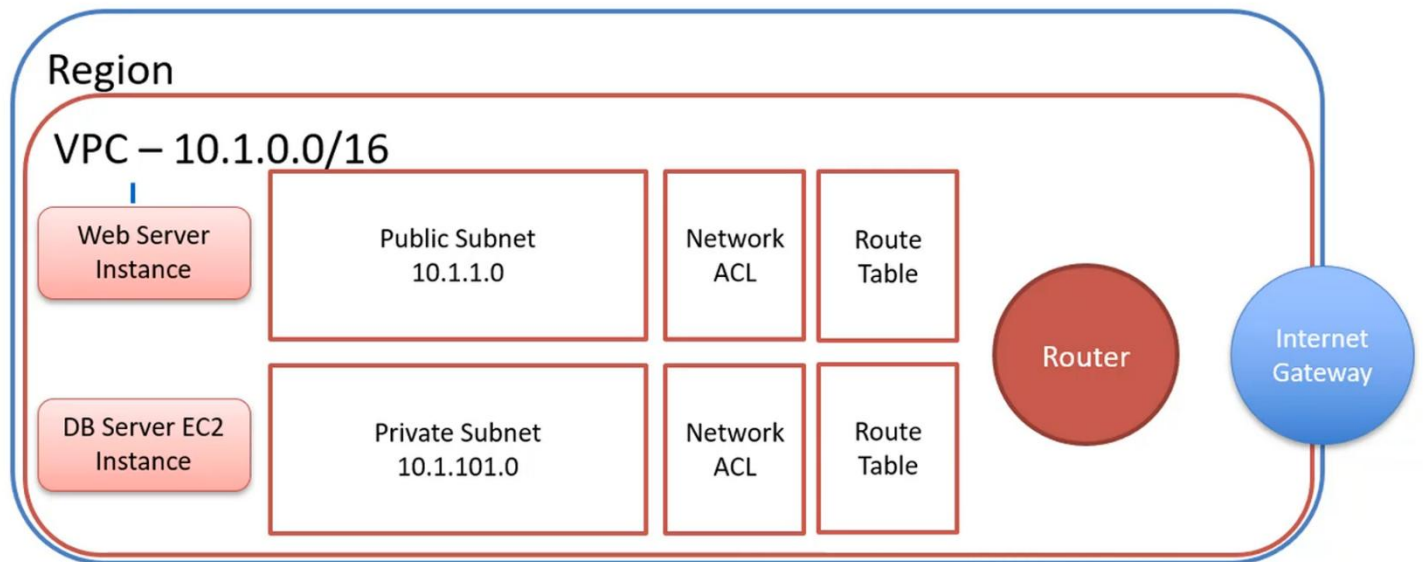 Region
VPC – 10.1.0.0/16
Web Server
Instance
Public Subnet
10.1.1.0
Network
ACL
Route
Table
Router
Internet
Gateway
DB Server EC2
Instance
Private Subnet
10.1.101.0
Network
ACL
Route
Table